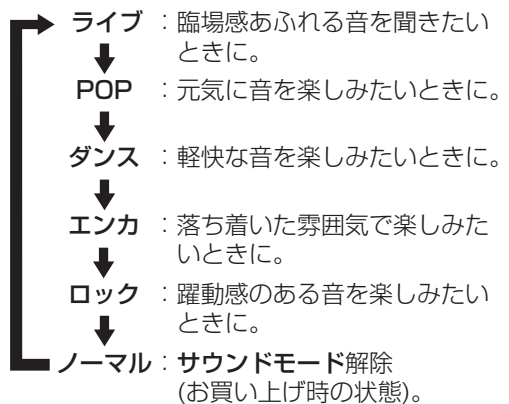 ライブ：臨場感あふれる音を聞きたい
ときに。
POP：元気に音を楽しみたいときに。
ダンス：軽快な音を楽しみたいときに。
エンカ：落ち着いた雰囲気で楽しみた
いときに。
ロック：躍動感のある音を楽しみたい
ときに。
ノーマル：サウンドモード解除
(お買い上げ時の状態)。